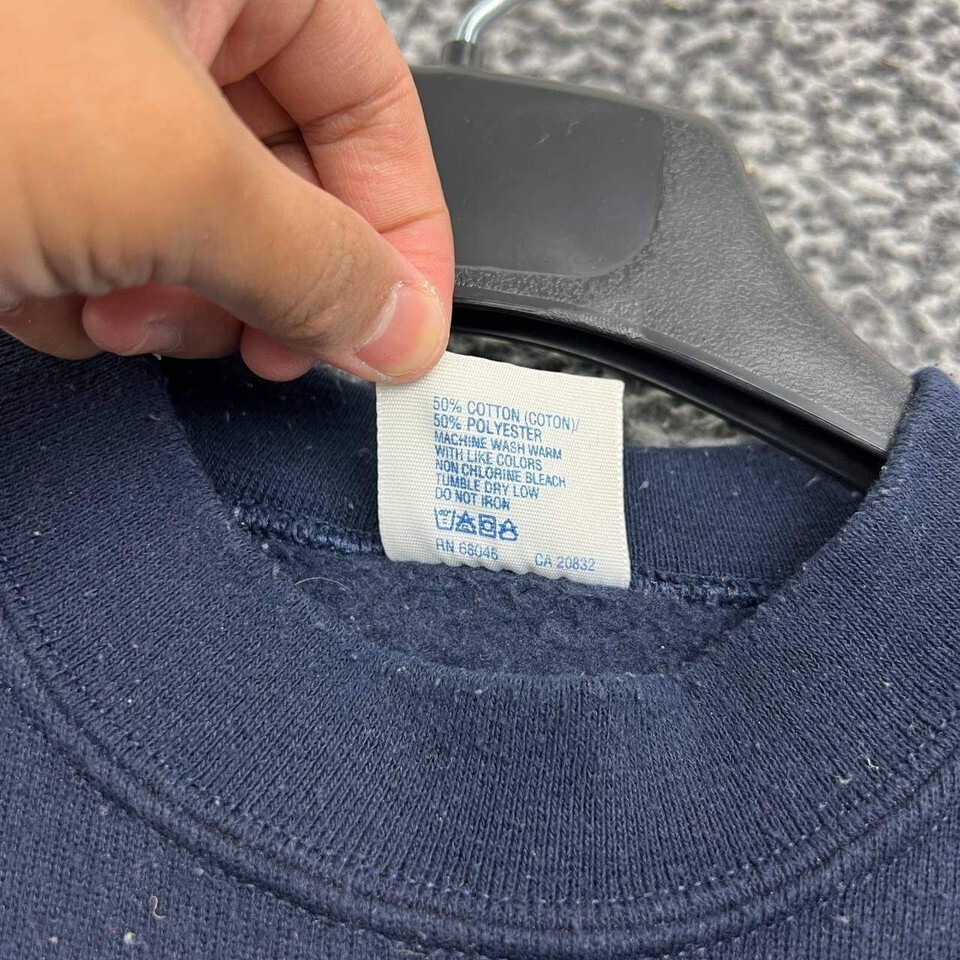 50% COTTON (COTON)/
50% POLYESTER
MACHINE WASH WARM
WITH LIKE COLORS
NON CHLORINE BLEACH
TUMBLE DRY LOW
DO NOT IRON
RN 68046 CA 20832